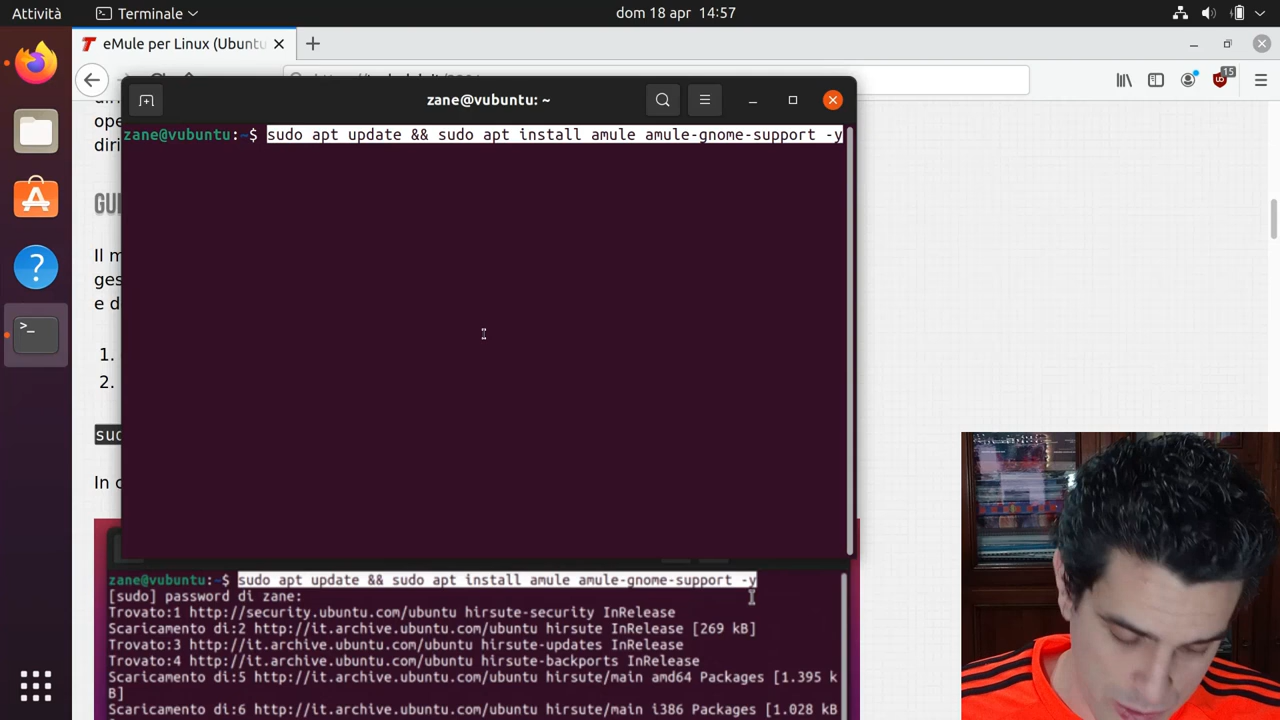 Attività
Terminale
dom 18 apr 14:57
eMule per Linux (Ubuntu
zane@vubuntu: ~
15
zane@vubuntu:~$ sudo apt update && sudo apt install amule amule-gnome-support -y
GUI
Il m
ges
e d
1.
2.
sud
zane@vubuntu:~$ sudo apt update && sudo apt install amule amule-gnome-support -y
[sudo] password di zane:
Trovato:1 http://security.ubuntu.com/ubuntu hirsute-security InRelease
Scaricamento di:2 http://it.archive.ubuntu.com/ubuntu hirsute InRelease [269 kB]
Trovato:3 http://it.archive.ubuntu.com/ubuntu hirsute-updates InRelease
Trovato:4 http://it.archive.ubuntu.com/ubuntu hirsute-backports InRelease
Scaricamento di:5 http://it.archive.ubuntu.com/ubuntu hirsute/main amd64 Packages [1.395 k
B]
Scaricamento di:6 http://it.archive.ubuntu.com/ubuntu hirsute/main i386 Packages [1.028 kB